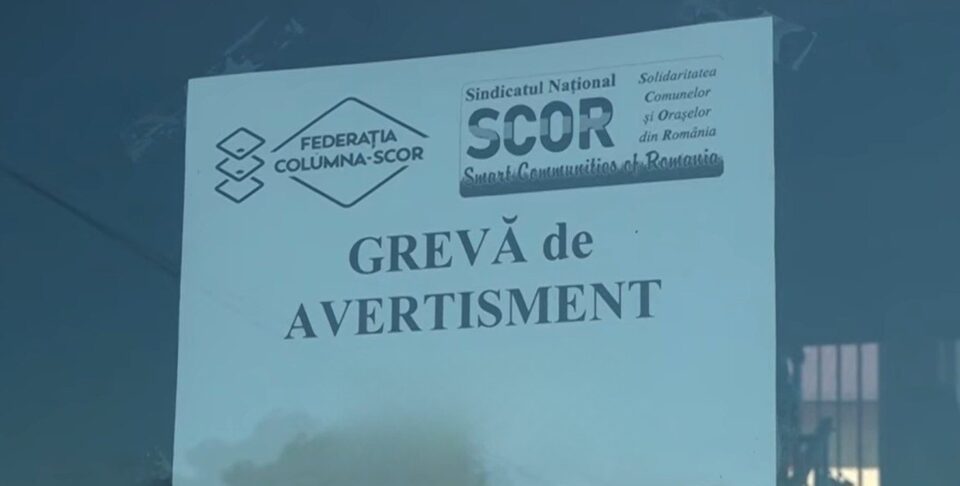 FEDERAȚIA
COLUMNA-SCOR
Sindicatul Național
SCOR
Solidaritatea
Comunelor
și Orașelor
din România
Smart Communities of Romania
GREVĂ de
AVERTISMENT